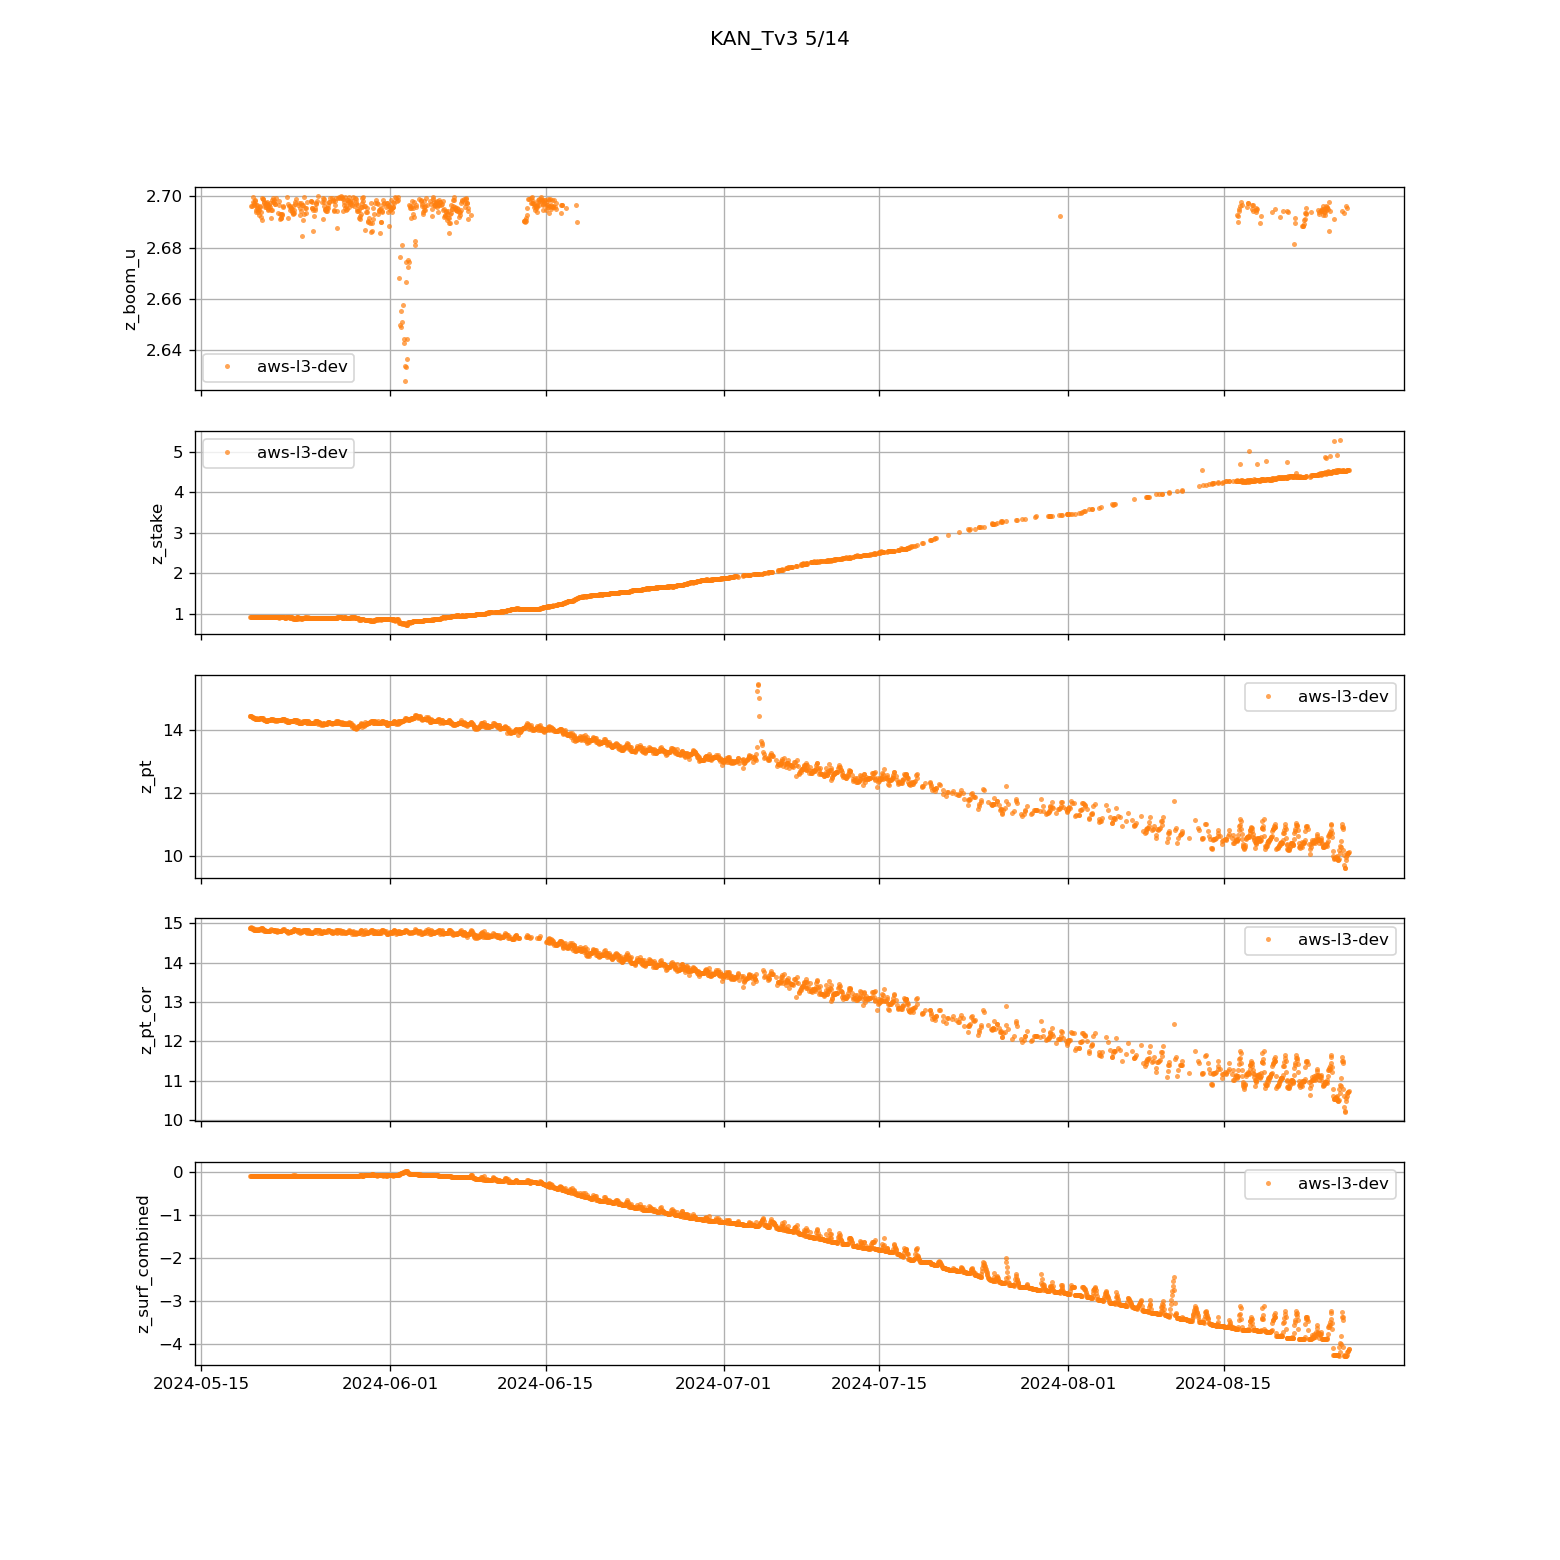 KAN_Tv3 5/14
2.70
2.68
2.66
2.64
z_boom_u
aws-l3-dev
5
4
3
2
1
z_stake
aws-l3-dev
14
12
10
z_pt
aws-l3-dev
15
14
13
12
11
10
z_pt_cor
aws-l3-dev
0
−1
−2
−3
−4
z_surf_combined
aws-l3-dev
2024-05-15 2024-06-01 2024-06-15 2024-07-01 2024-07-15 2024-08-01 2024-08-15